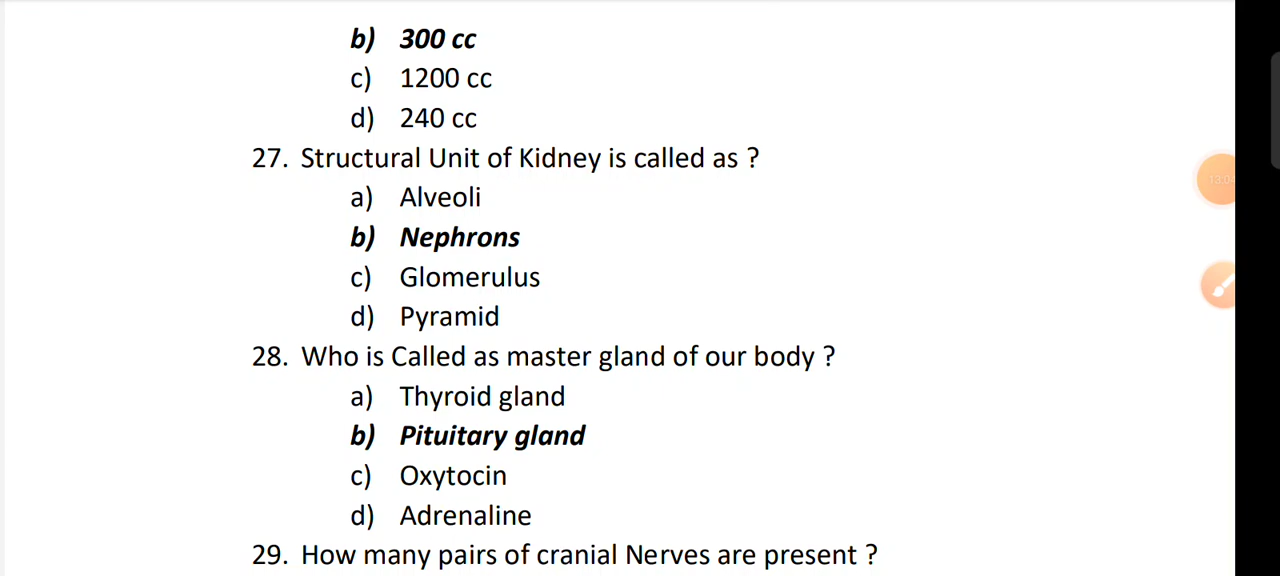 b) 300 cc
c) 1200 cc
d) 240 cc
27. Structural Unit of Kidney is called as ?
a) Alveoli
b) Nephrons
c) Glomerulus
d) Pyramid
28. Who is Called as master gland of our body ?
a) Thyroid gland
b) Pituitary gland
c) Oxytocin
d) Adrenaline
29. How many pairs of cranial Nerves are present ?